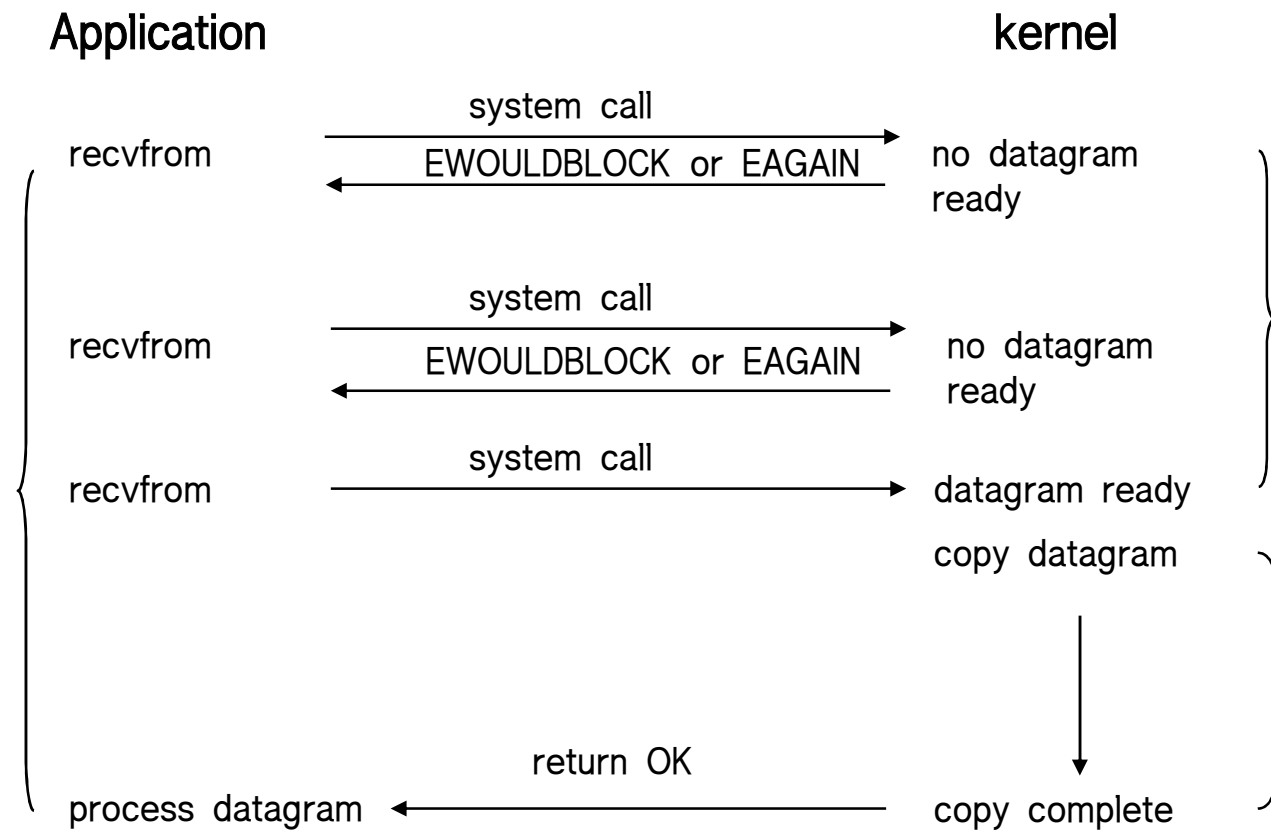 Application
kernel
system call
recvfrom
EWOULDBLOCK or EAGAIN
no datagram
ready
system call
recvfrom
EWOULDBLOCK or EAGAIN
no datagram
ready
system call
recvfrom
datagram ready
copy datagram
return OK
process datagram
copy complete